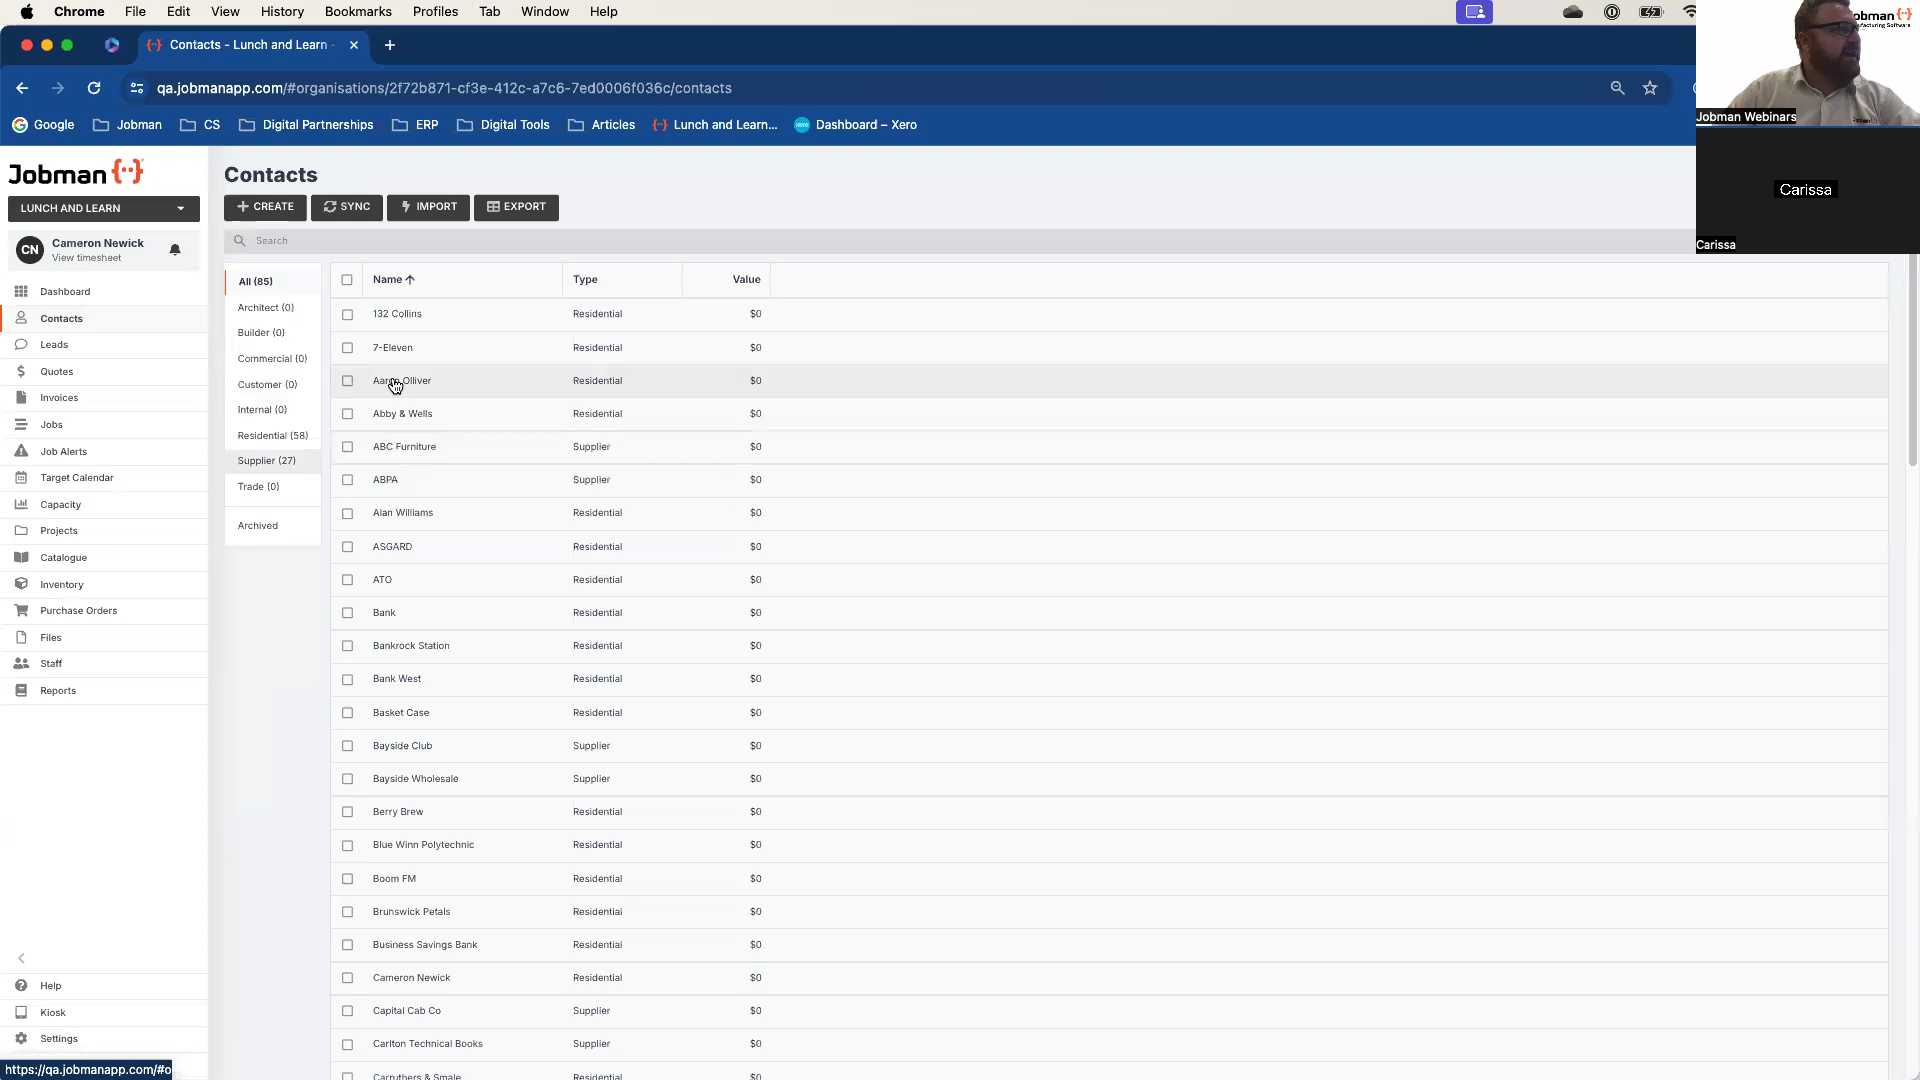 Chrome File Edit View History Bookmarks Profiles Tab Window Help
Contacts - Lunch and Learn -
qa.jobmanapp.com/#organisations/2f72b871-cf3e-412c-a7c6-7ed0006f036c/contacts
Google Jobman CS Digital Partnerships ERP Digital Tools Articles Lunch and Learn... Dashboard – Xero
Jobman Webinars
Carissa
Carissa
Jobman
LUNCH AND LEARN
CN
Cameron Newick
View timesheet
Dashboard
Contacts
Leads
Quotes
Invoices
Jobs
Job Alerts
Target Calendar
Capacity
Projects
Catalogue
Inventory
Purchase Orders
Files
Staff
Reports
Help
Kiosk
Settings
https://qa.jobmanapp.com/#o
Contacts
CREATE SYNC IMPORT EXPORT
Search
All (85)
Architect (0)
Builder (0)
Commercial (0)
Customer (0)
Internal (0)
Residential (58)
Supplier (27)
Trade (0)
Archived
Name Type Value
132 Collins Residential $0
7-Eleven Residential $0
Aaron Olliver Residential $0
Abby & Wells Residential $0
ABC Furniture Supplier $0
ABPA Supplier $0
Alan Williams Residential $0
ASGARD Residential $0
ATO Residential $0
Bank Residential $0
Bankrock Station Residential $0
Bank West Residential $0
Basket Case Residential $0
Bayside Club Supplier $0
Bayside Wholesale Supplier $0
Berry Brew Residential $0
Blue Winn Polytechnic Residential $0
Boom FM Residential $0
Brunswick Petals Residential $0
Business Savings Bank Residential $0
Cameron Newick Residential $0
Capital Cab Co Supplier $0
Carlton Technical Books Supplier $0
Carruthers & Smale Residential $0